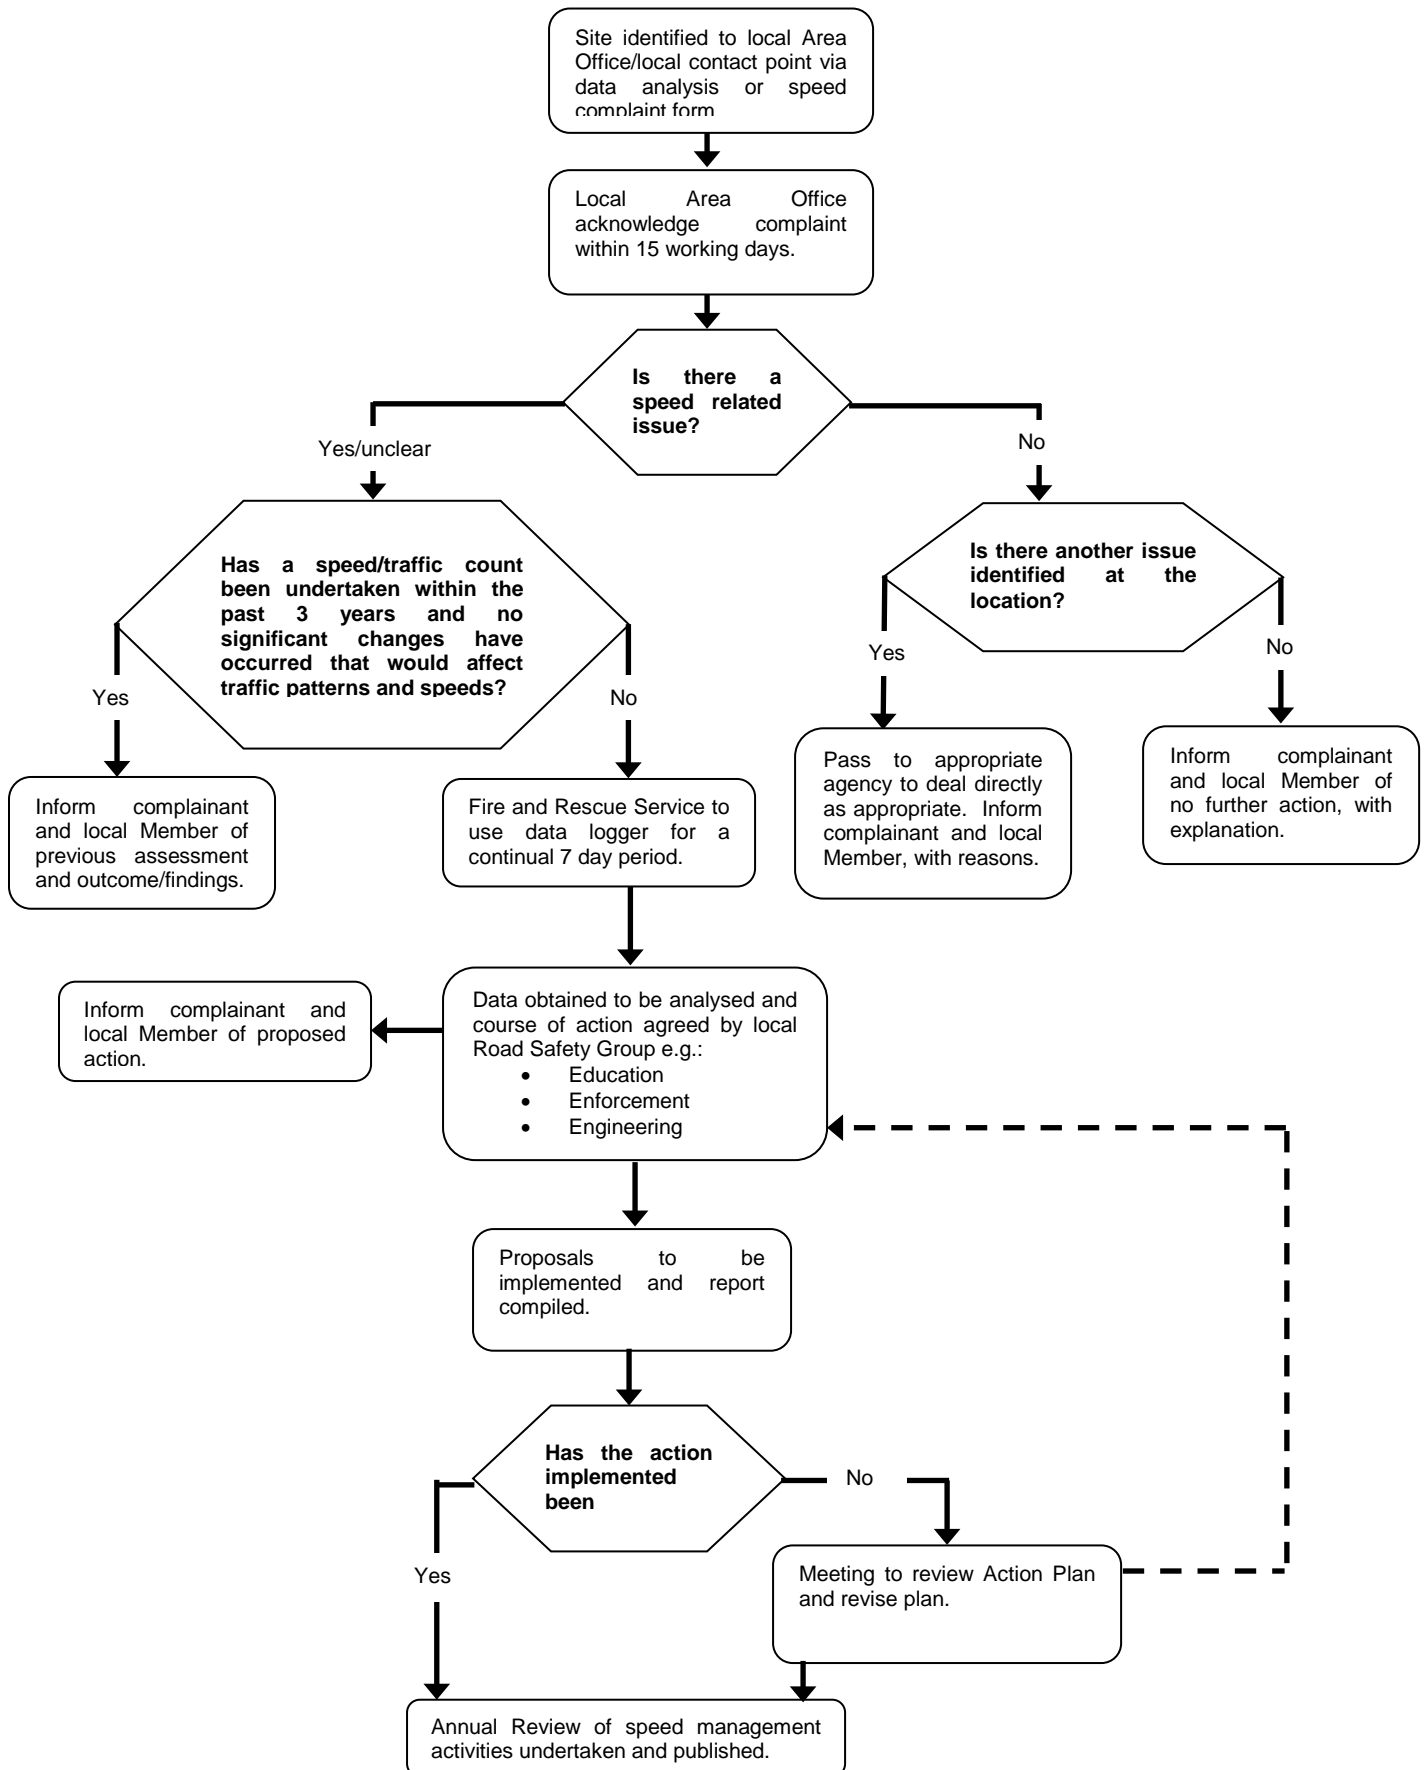 Site identified to local Area
Office/local contact point via
data analysis or speed
complaint form
Local Area Office
acknowledge complaint
within 15 working days.
Is there a
speed related
issue?
Yes/unclear
No
Has a speed/traffic count
been undertaken within the
past 3 years and no
significant changes have
occurred that would affect
traffic patterns and speeds?
Is there another issue
identified at the
location?
Yes
No
Yes
No
Inform complainant
and local Member of
previous assessment
and outcome/findings.
Fire and Rescue Service to
use data logger for a
continual 7 day period.
Pass to appropriate
agency to deal directly
as appropriate. Inform
complainant and local
Member, with reasons.
Inform complainant
and local Member of
no further action, with
explanation.
Inform complainant and
local Member of proposed
action.
Data obtained to be analysed and
course of action agreed by local
Road Safety Group e.g.:
• Education
• Enforcement
• Engineering
Proposals to be
implemented and report
compiled.
Has the action
implemented
been
No
Yes
Meeting to review Action Plan
and revise plan.
Annual Review of speed management
activities undertaken and published.